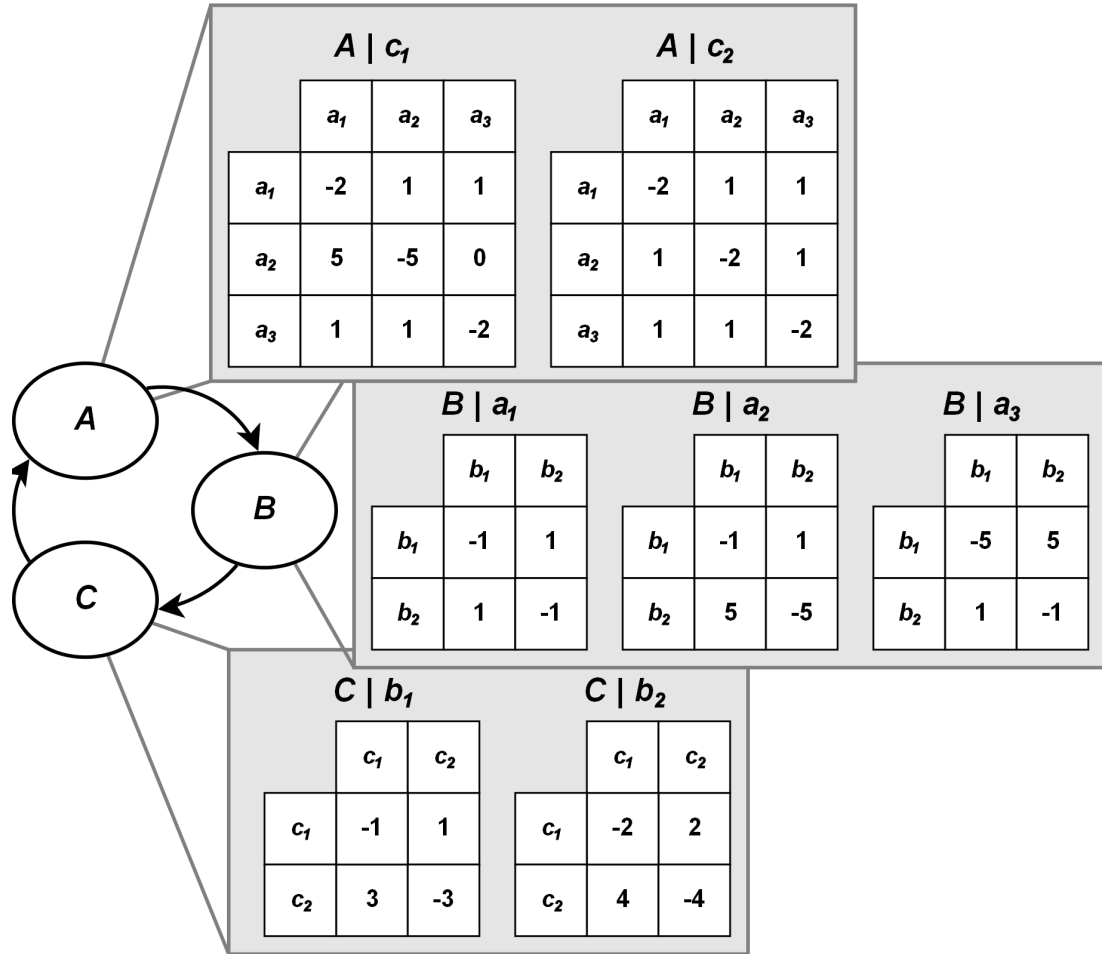 A | c₁ A | c₂
a₁ a₂ a₃ a₁ a₂ a₃
a₁ -2 1 1 a₁ -2 1 1
a₂ 5 -5 0 a₂ 1 -2 1
a₃ 1 1 -2 a₃ 1 1 -2
A
B | a₁ B | a₂ B | a₃
b₁ b₂ b₁ b₂ b₁ b₂
b₁ -1 1 b₁ -1 1 b₁ -5 5
b₂ 1 -1 b₂ 5 -5 b₂ 1 -1
B
C
C | b₁ C | b₂
c₁ c₂ c₁ c₂
c₁ -1 1 c₁ -2 2
c₂ 3 -3 c₂ 4 -4